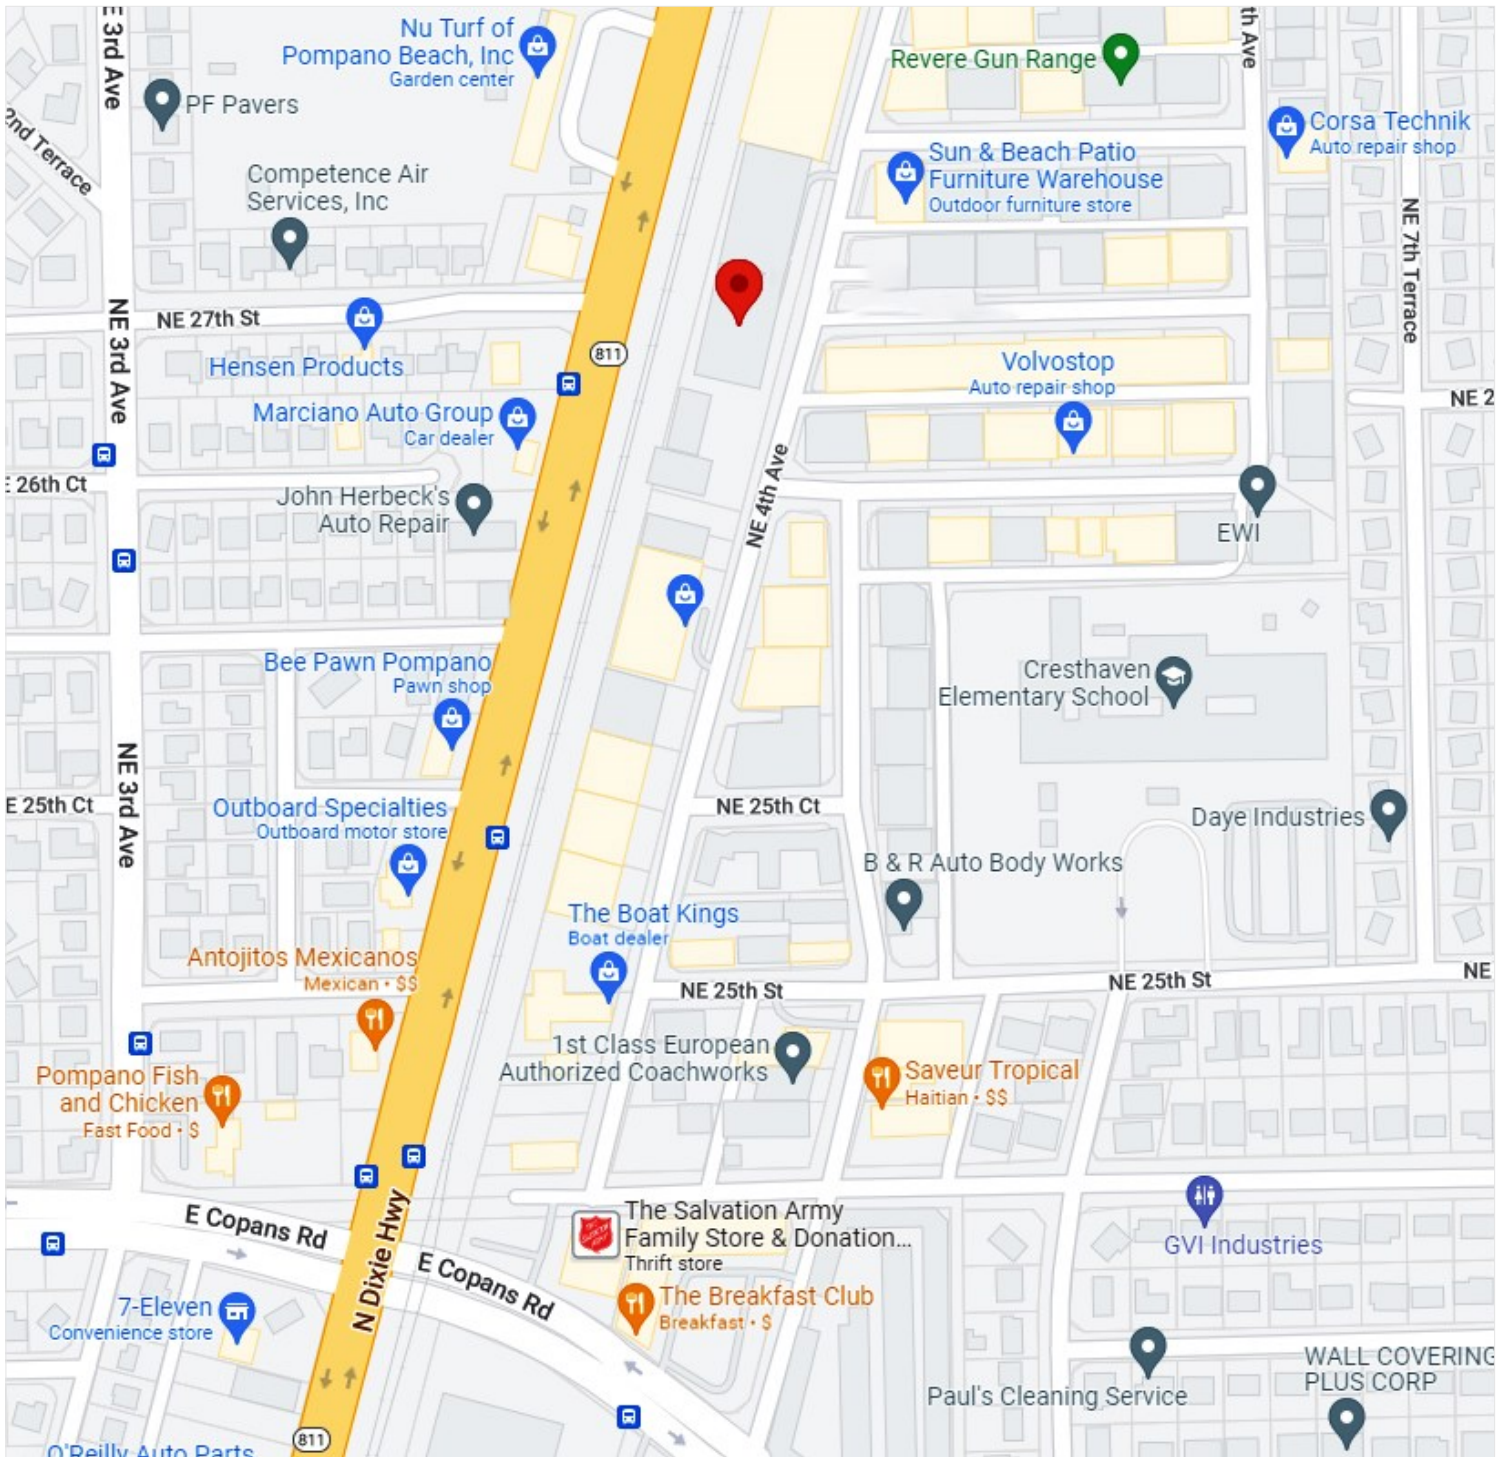 E 3rd Ave
Nu Turf of
Pompano Beach, Inc
Garden center
th Ave
Revere Gun Range
PF Pavers
2nd Terrace
Corsa Technik
Auto repair shop
Sun & Beach Patio
Furniture Warehouse
Outdoor furniture store
Competence Air
Services, Inc
NE 7th Terrace
NE 27th St
NE 3rd Ave
811
Hensen Products
Volvostop
Auto repair shop
NE 2
Marciano Auto Group
Car dealer
E 26th Ct
NE 4th Ave
John Herbeck's
Auto Repair
EWI
Bee Pawn Pompano
Pawn shop
Cresthaven
Elementary School
NE 3rd Ave
E 25th Ct
Outboard Specialties
Outboard motor store
NE 25th Ct
Daye Industries
B & R Auto Body Works
The Boat Kings
Boat dealer
Antojitos Mexicanos
Mexican • $$
NE 25th St
NE 25th St
NE
1st Class European
Authorized Coachworks
Saveur Tropical
Haitian • $$
Pompano Fish
and Chicken
Fast Food • $
E Copans Rd
N Dixie Hwy
E Copans Rd
The Salvation Army
Family Store & Donation...
Thrift store
GVI Industries
The Breakfast Club
Breakfast • $
7-Eleven
Convenience store
WALL COVERING
PLUS CORP
Paul's Cleaning Service
811
O'Reilly Auto Parts